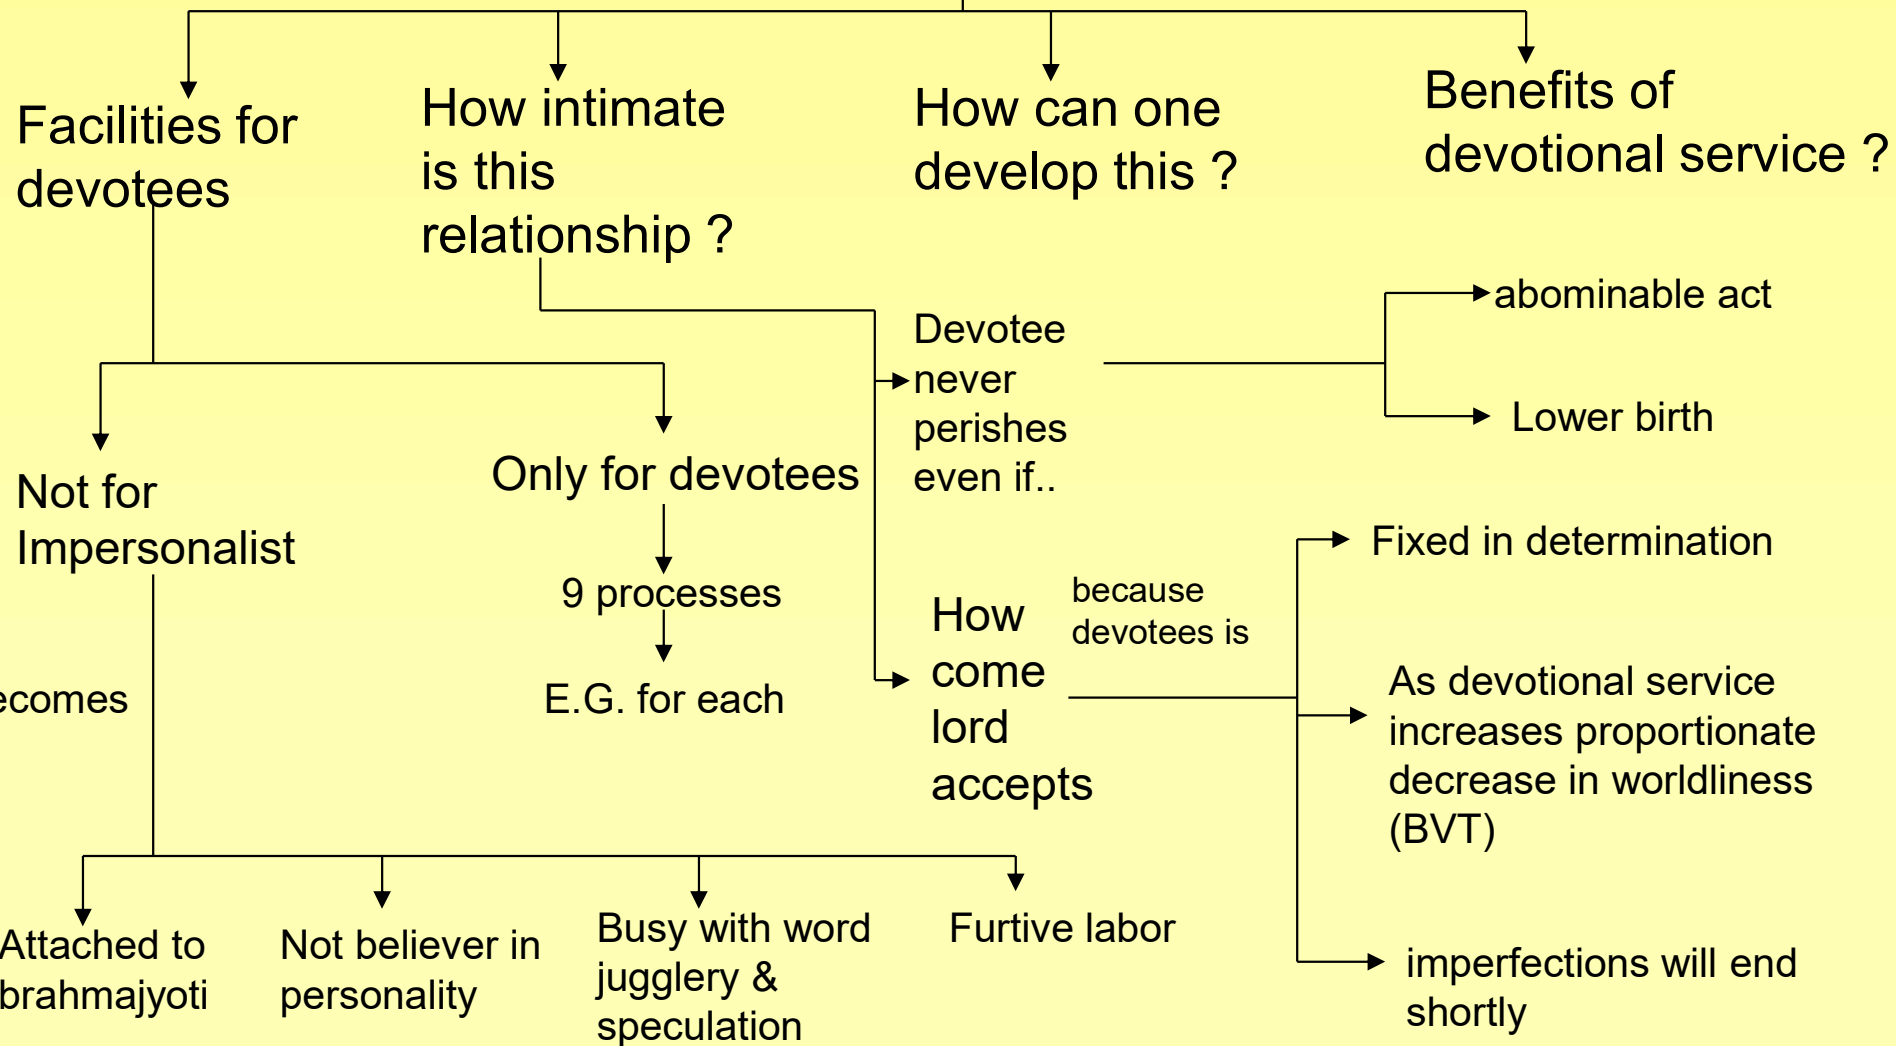 Facilities for
devotees
How intimate
is this
relationship ?
How can one
develop this ?
Benefits of
devotional service ?
abominable act
Devotee
never
perishes
even if..
Lower birth
Not for
Impersonalist
Only for devotees
9 processes
E.G. for each
Fixed in determination
because
devotees is
How
come
lord
accepts
As devotional service
increases proportionate
decrease in worldliness
(BVT)
ecomes
imperfections will end
shortly
Attached to
brahmajyoti
Not believer in
personality
Busy with word
jugglery &
speculation
Furtive labor